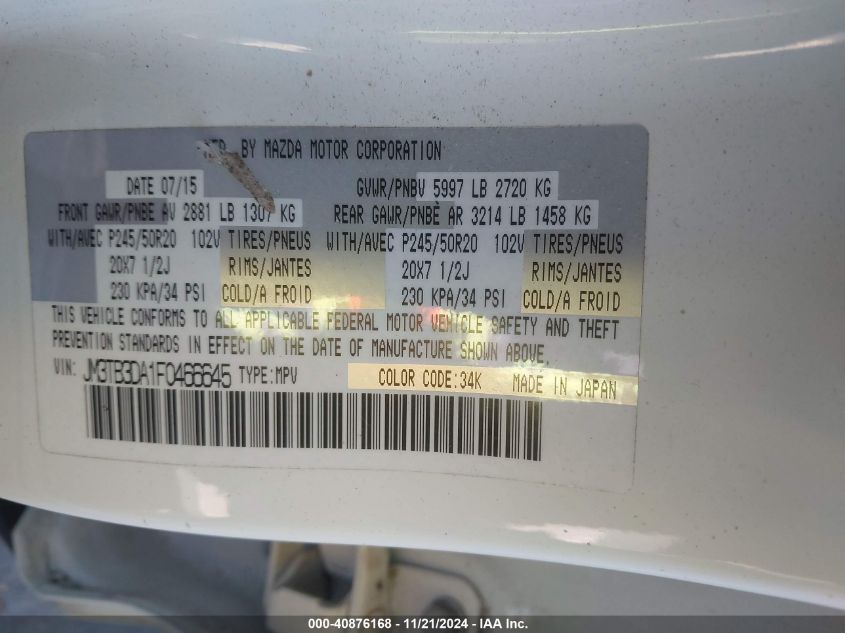 MFD. BY MAZDA MOTOR CORPORATION
DATE 07/15 GVWR/PNBV 5997 LB 2720 KG
FRONT GAWR/PNBE AV 2881 LB 1307 KG REAR GAWR/PNBÈ AR 3214 LB 1458 KG
WITH/AVEC P245/50R20 102V TIRES/PNEUS WITH/AVEC P245/50R20 102V TIRES/PNEUS
20X7 1/2J RIMS/JANTES 20X7 1/2J RIMS/JANTES
230 KPA/34 PSI COLD/A FROID 230 KPA/34 PSI COLD/A FROID
THIS VEHICLE CONFORMS TO ALL APPLICABLE FEDERAL MOTOR VEHICLE SAFETY AND THEFT
PREVENTION STANDARDS IN EFFECT ON THE DATE OF MANUFACTURE SHOWN ABOVE.
VIN: JM3TB3DA1F0466645 TYPE:MPV COLOR CODE:34K MADE IN JAPAN
000-40876168 - 11/21/2024 - IAA Inc.